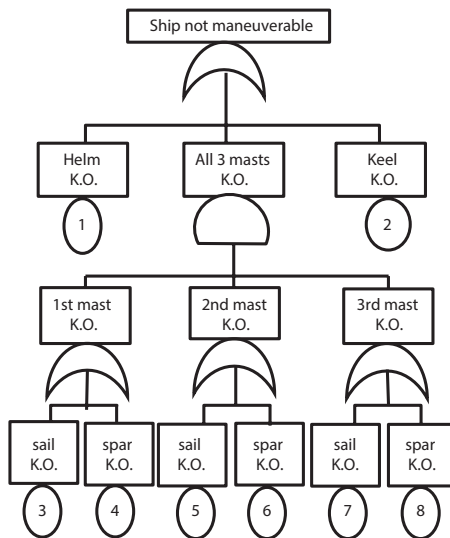 Ship not maneuverable
Helm
K.O.
All 3 masts
K.O.
Keel
K.O.
1
2
1st mast
K.O.
2nd mast
K.O.
3rd mast
K.O.
sail
K.O.
spar
K.O.
sail
K.O.
spar
K.O.
sail
K.O.
spar
K.O.
3
4
5
6
7
8